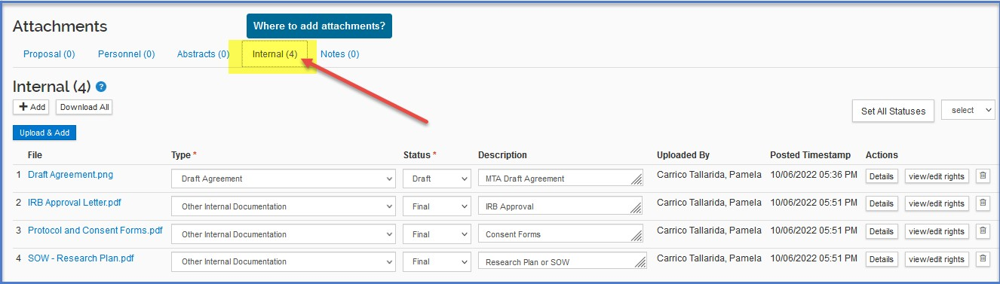 Attachments
Where to add attachments?
Proposal (0) Personnel (0) Abstracts (0) Internal (4) Notes (0)
Internal (4) ?
+ Add Download All
Set All Statuses select
Upload & Add
File Type * Status * Description Uploaded By Posted Timestamp Actions
1 Draft Agreement.png Draft Agreement Draft MTA Draft Agreement Carrico Tallarida, Pamela 10/06/2022 05:36 PM Details view/edit rights
2 IRB Approval Letter.pdf Other Internal Documentation Final IRB Approval Carrico Tallarida, Pamela 10/06/2022 05:51 PM Details view/edit rights
3 Protocol and Consent Forms.pdf Other Internal Documentation Final Consent Forms Carrico Tallarida, Pamela 10/06/2022 05:51 PM Details view/edit rights
4 SOW - Research Plan.pdf Other Internal Documentation Final Research Plan or SOW Carrico Tallarida, Pamela 10/06/2022 05:51 PM Details view/edit rights